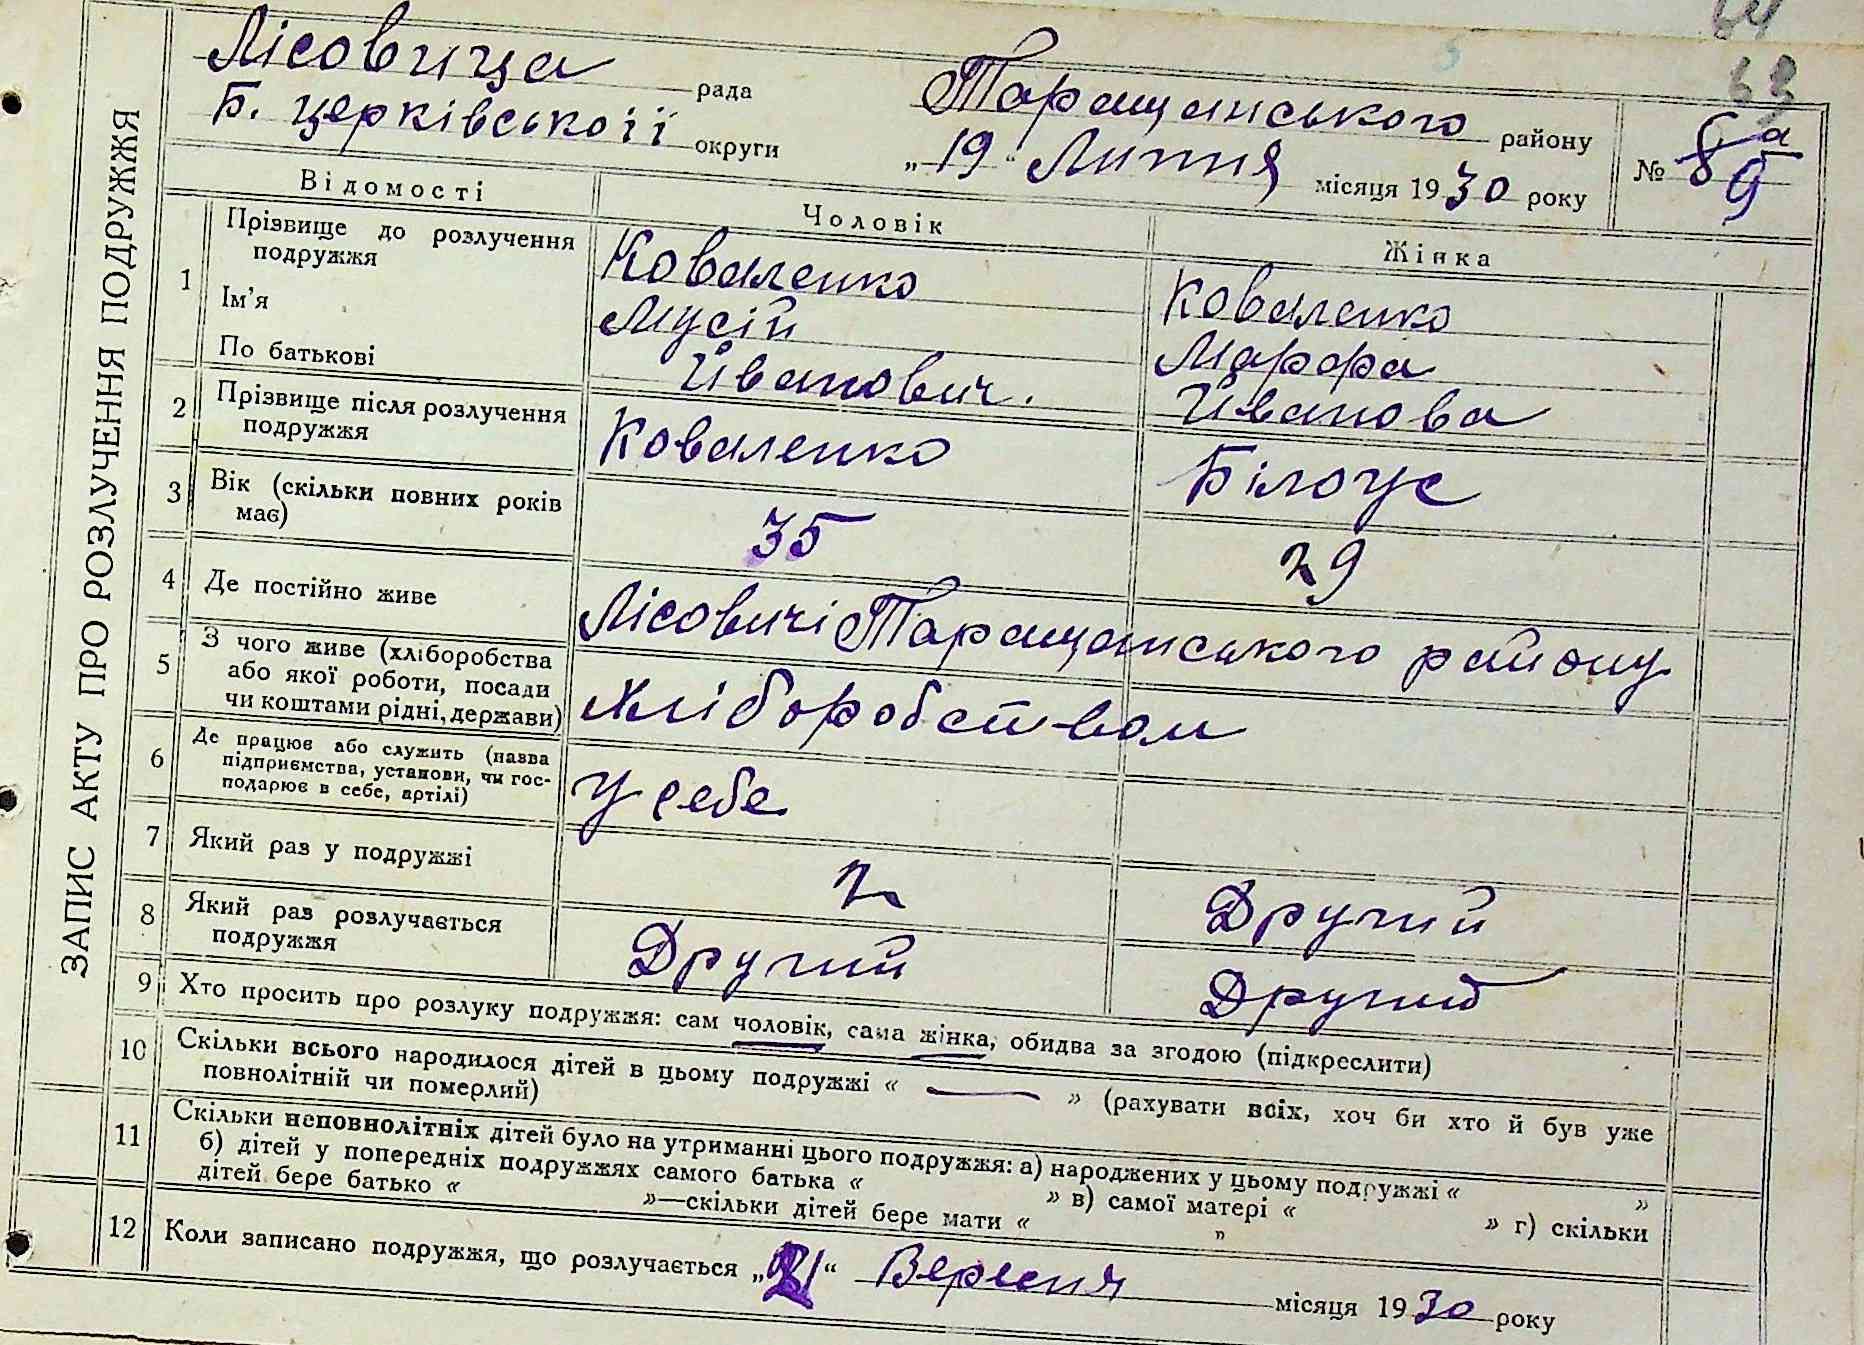 63
Лісовица рада Таращанського району
Б. церківськоії округи „19“ Липня місяця 1930 року №
ЗАПИС АКТУ ПРО РОЗЛУЧЕННЯ ПОДРУЖЖЯ
Відомості Чоловік Жінка
1 Прізвище до розлучення подружжя Коваленко Коваленко
Ім’я Мусій Марфа
По батькові Йванович. Йванова
2 Прізвище після розлучення подружжя Коваленко Білоус
3 Вік (скільки повних років має) 35 29
4 Де постійно живе Лісовичі Таращанського району
5 З чого живе (хліборобства або якої роботи, посади чи коштами рідні, держави) Хліборобством
6 Де працює або служить (назва підприємства, установи, чи господарює в себе, артілі) У себе
7 Який раз у подружжі 2 Другий
8 Який раз розлучається подружжя Другий Другий
9 Хто просить про розлуку подружжя: сам чоловік, сама жінка, обидва за згодою (підкреслити)
10 Скільки всього народилося дітей в цьому подружжі « — » (рахувати всіх, хоч би хто й був уже
повнолітній чи померлий)
11 Скільки неповнолітніх дітей було на утриманні цього подружжя: а) народжених у цьому подружжі « »
б) дітей у попередніх подружжях самого батька « » в) самої матері « » г) скільки
дітей бере батько « »—скільки дітей бере мати « »
12 Коли записано подружжя, що розлучається „ “ Вересня місяця 1930 року